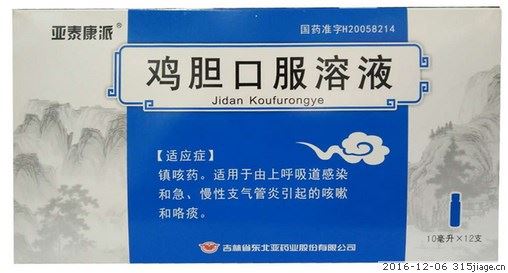 亚泰康派®
国药准字H20058214
鸡胆口服溶液
Jidan Koufurongye
【适应症】
镇咳药。适用于由上呼吸道感染
和急、慢性支气管炎引起的咳嗽
和咯痰。
10毫升×12支
吉林省东北亚药业股份有限公司
2016-12-06 315jiage.cn